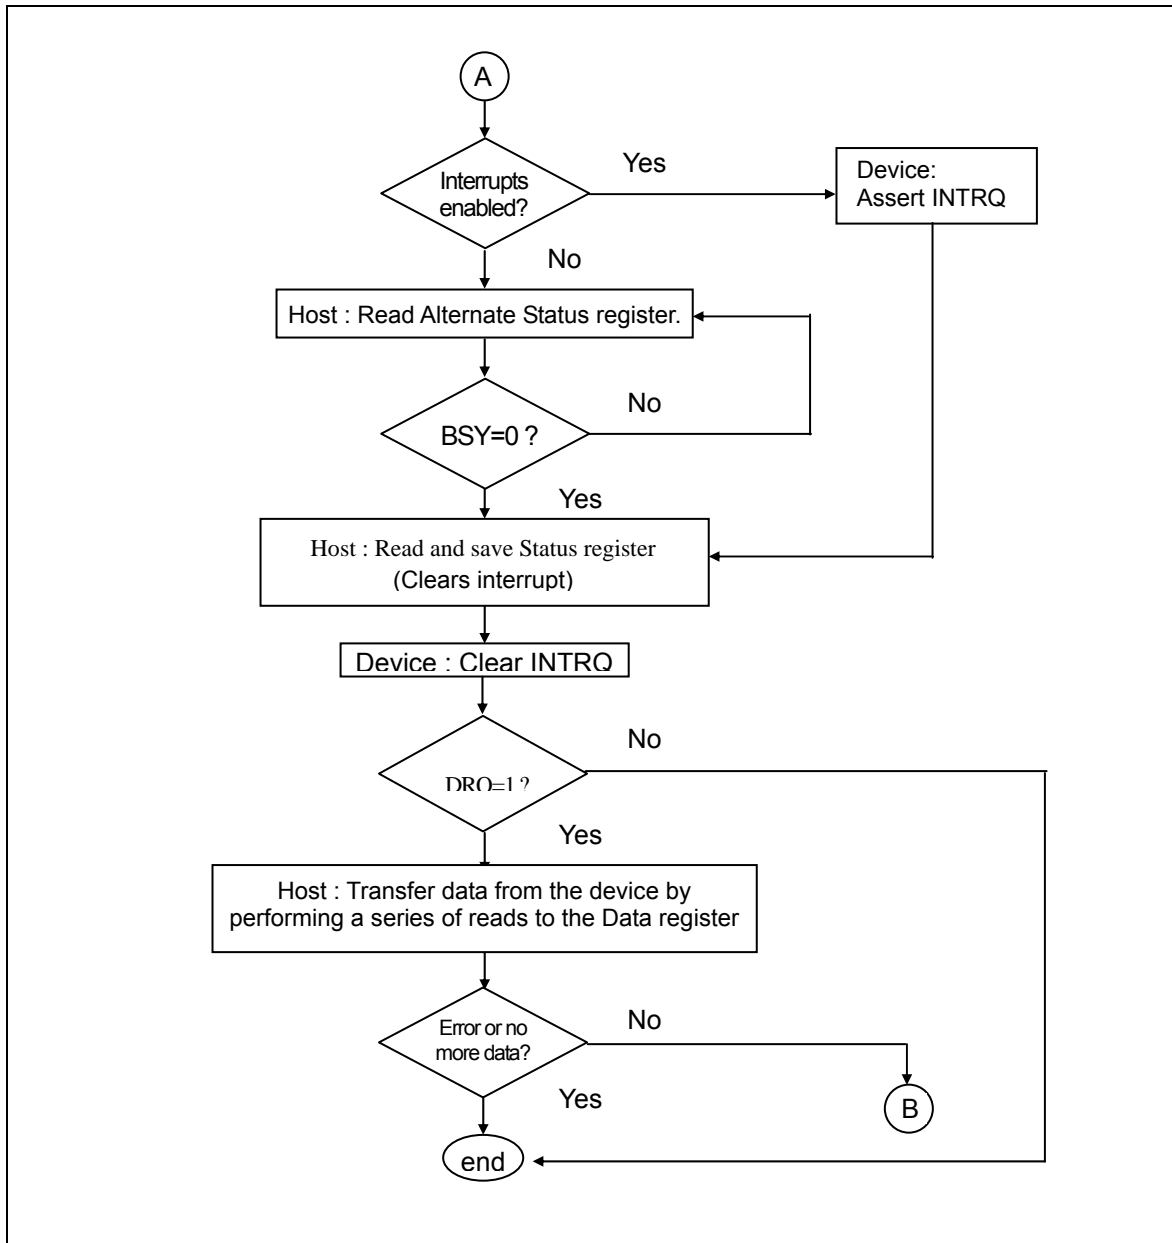 A
Interrupts
enabled?
Yes
Device:
Assert INTRQ
No
Host : Read Alternate Status register.
BSY=0 ?
No
Yes
Host : Read and save Status register
(Clears interrupt)
Device : Clear INTRQ
DRQ=1 ?
No
Yes
Host : Transfer data from the device by
performing a series of reads to the Data register
Error or no
more data?
No
Yes
B
end